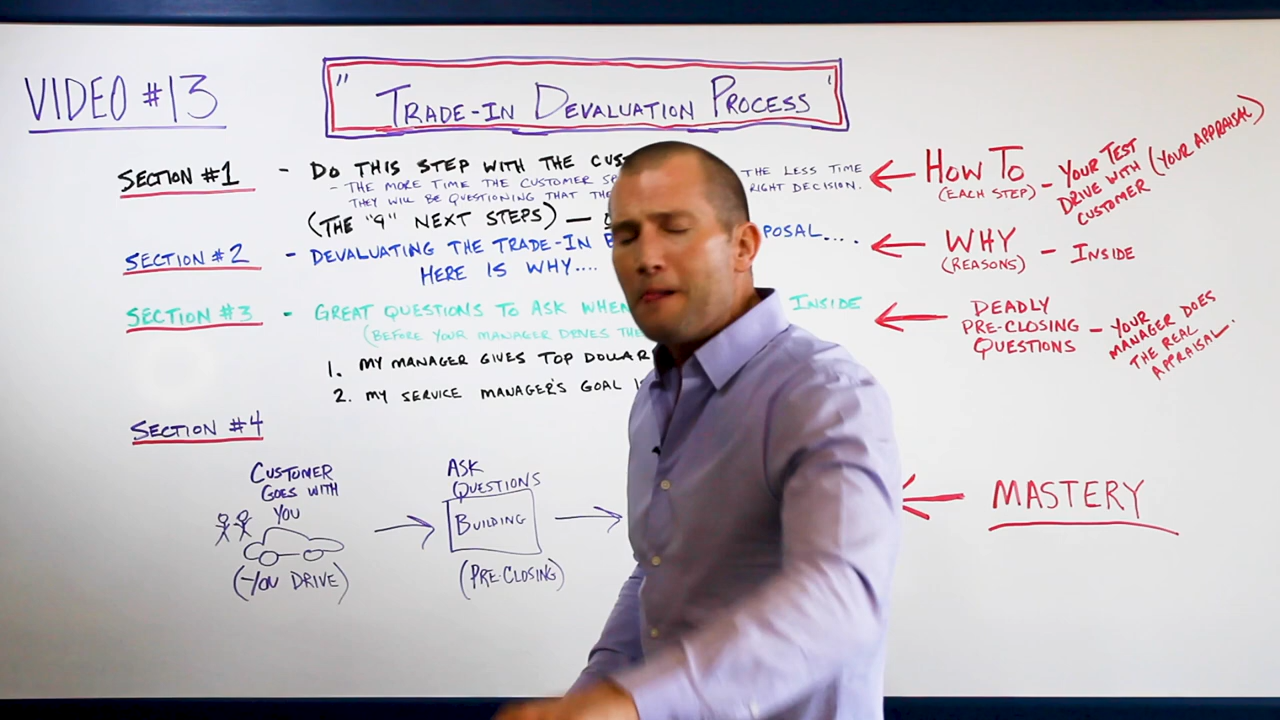 VIDEO #13
" TRADE-IN DEVALUATION PROCESS "
SECTION #1 - DO THIS STEP WITH THE CUS
- THE MORE TIME THE CUSTOMER SP THE LESS TIME
THEY WILL BE QUESTIONING THAT THE RIGHT DECISION.
(THE "9" NEXT STEPS) —
HOW TO
(EACH STEP)
- YOUR TEST
DRIVE WITH
CUSTOMER
(YOUR APPRAISAL)
SECTION #2 - DEVALUATING THE TRADE-IN B POSAL....
HERE IS WHY....
WHY
(REASONS)
- INSIDE
SECTION #3 - GREAT QUESTIONS TO ASK WHEN INSIDE
(BEFORE YOUR MANAGER DRIVES THE
1. MY MANAGER GIVES TOP DOLLAR
2. MY SERVICE MANAGER'S GOAL I
DEADLY
PRE-CLOSING
QUESTIONS
- YOUR
MANAGER DOES
THE REAL
APPRAISAL.
SECTION #4
CUSTOMER
GOES WITH
YOU
(YOU DRIVE)
ASK
QUESTIONS
BUILDING
(PRE-CLOSING)
MASTERY